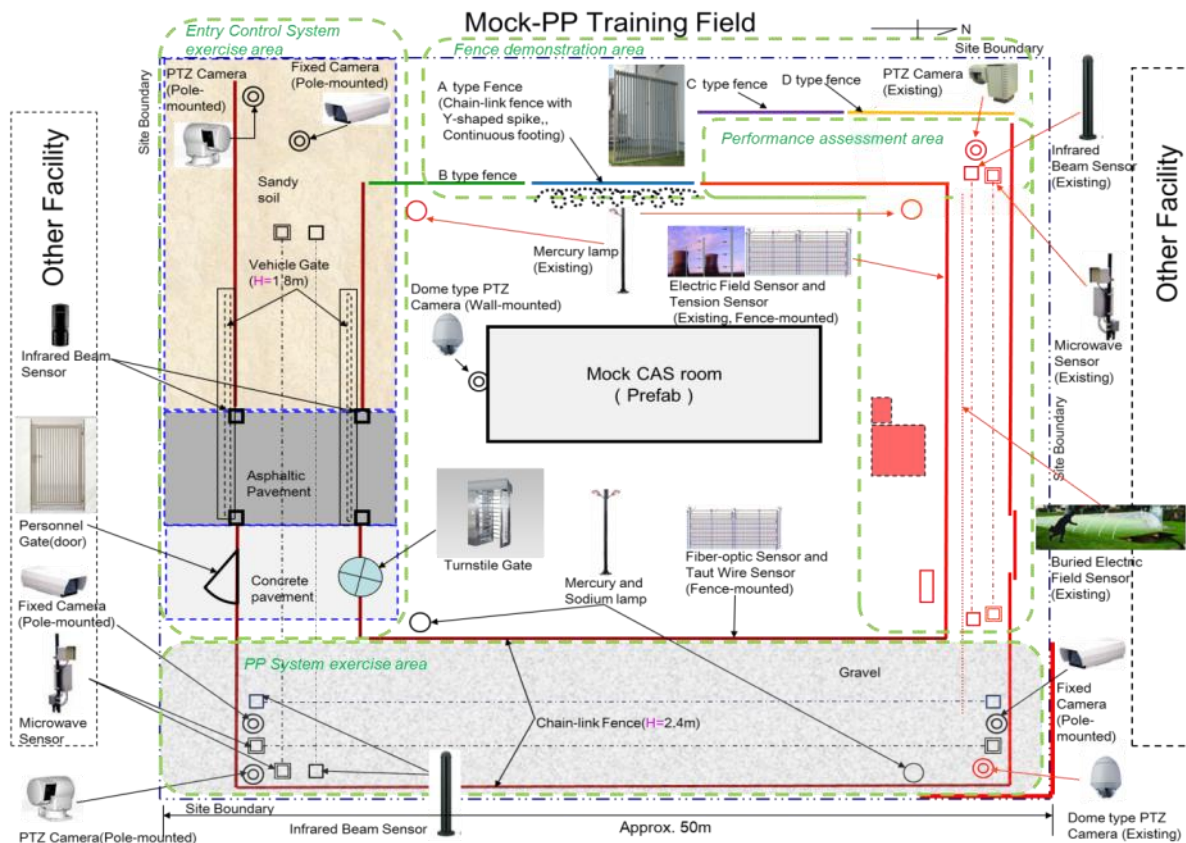 Mock-PP Training Field
Entry Control System
exercise area
Fence demonstration area
N
Site Boundary
PTZ Camera
(Pole-
mounted)
Fixed Camera
(Pole-mounted)
A type Fence
(Chain-link fence with
Y-shaped spike,,
Continuous footing)
C type fence
D type fence
PTZ Camera
(Existing)
Site Boundary
Other Facility
Performance assessment area
Infrared
Beam Sensor
(Existing)
Other Facility
Sandy
soil
B type fence
Vehicle Gate
(H=1.8m)
Mercury lamp
(Existing)
Dome type PTZ
Camera (Wall-mounted)
Electric Field Sensor and
Tension Sensor
(Existing, Fence-mounted)
Microwave
Sensor
(Existing)
Infrared Beam
Sensor
Mock CAS room
( Prefab )
Site Boundary
Asphaltic
Pavement
Personnel
Gate(door)
Turnstile Gate
Mercury and
Sodium lamp
Fiber-optic Sensor and
Taut Wire Sensor
(Fence-mounted)
Buried Electric
Field Sensor
(Existing)
Concrete
pavement
Fixed Camera
(Pole-mounted)
PP System exercise area
Gravel
Fixed
Camera
(Pole-
mounted)
Microwave
Sensor
Chain-link Fence(H=2.4m)
Site Boundary
PTZ Camera(Pole-mounted)
Infrared Beam Sensor
Approx. 50m
Dome type PTZ
Camera (Existing)